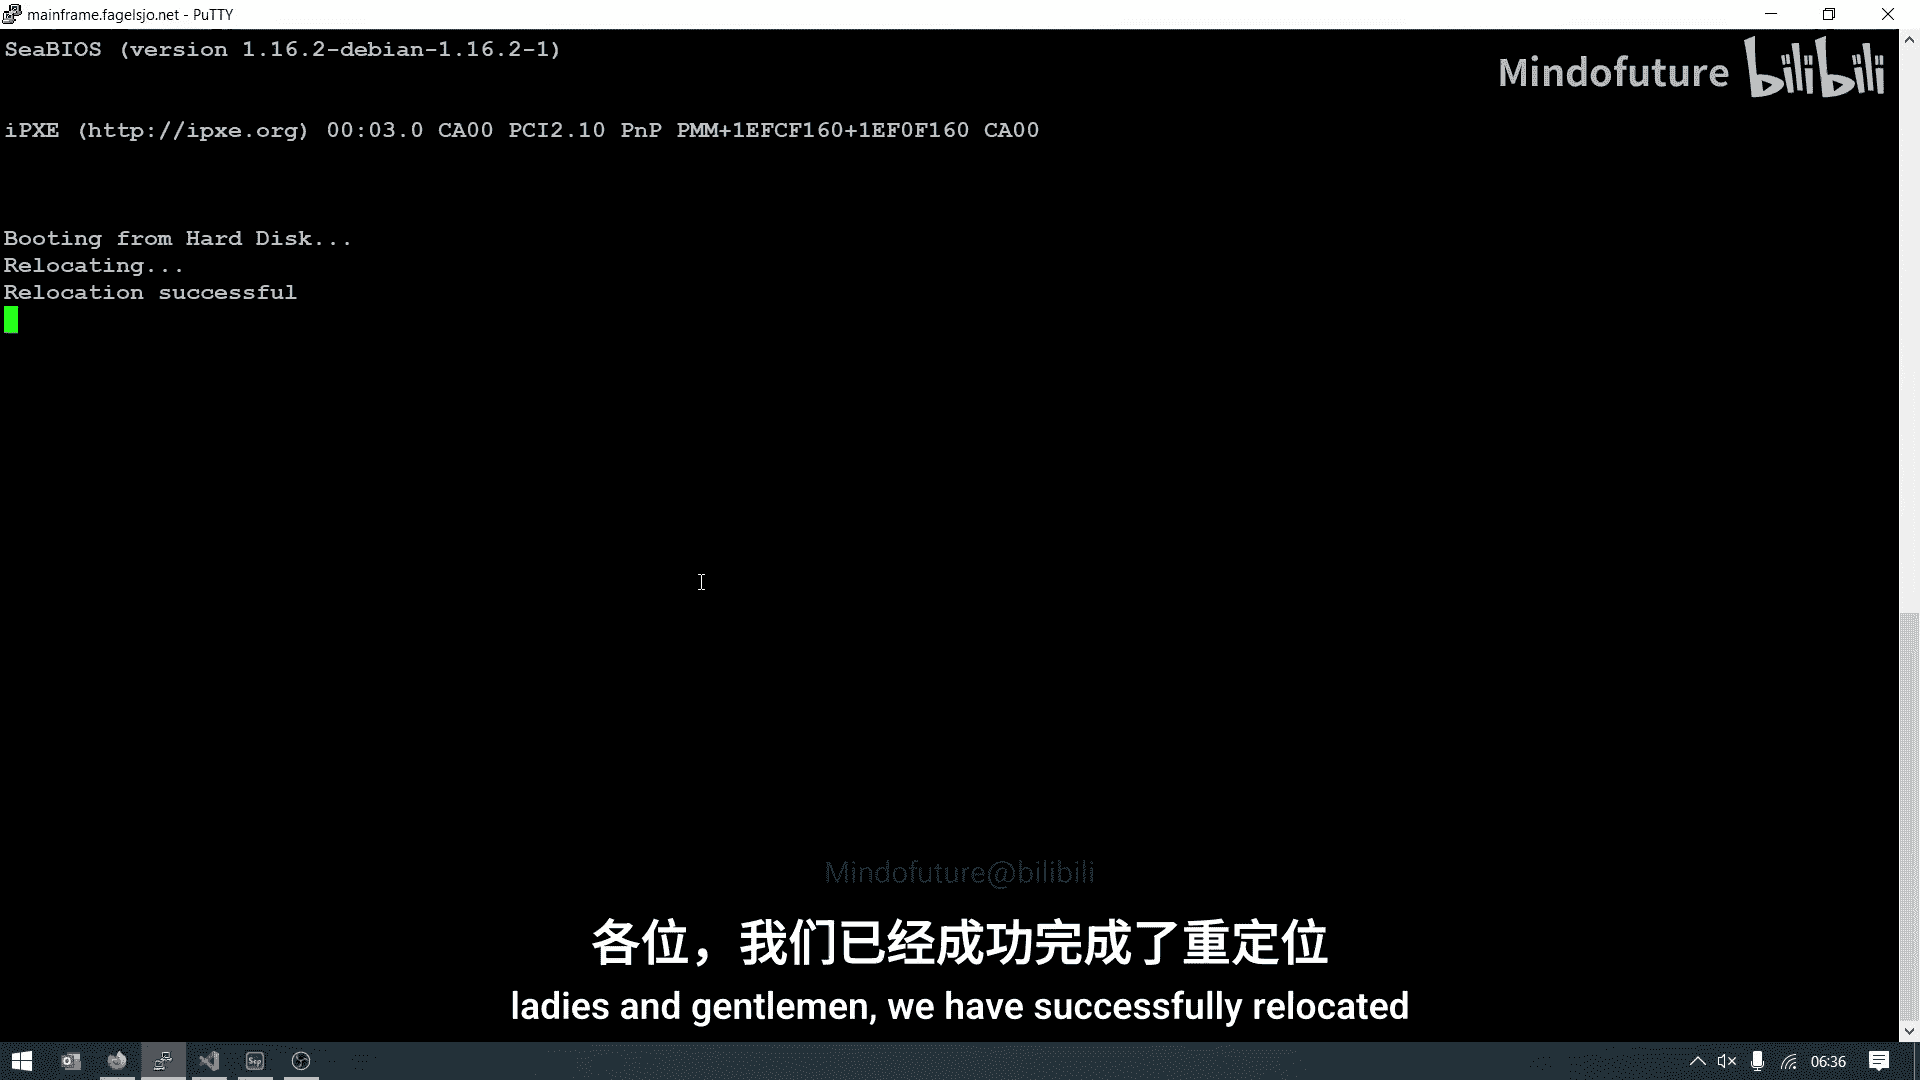 mainframe.fagelsjo.net - PuTTY
SeaBIOS (version 1.16.2-debian-1.16.2-1)
Mindofuture bilibili
iPXE (http://ipxe.org) 00:03.0 CA00 PCI2.10 PnP PMM+1EFCF160+1EF0F160 CA00
Booting from Hard Disk...
Relocating...
Relocation successful
Mindofuture@bilibili
各位，我们已经成功完成了重定位
ladies and gentlemen, we have successfully relocated
06:36